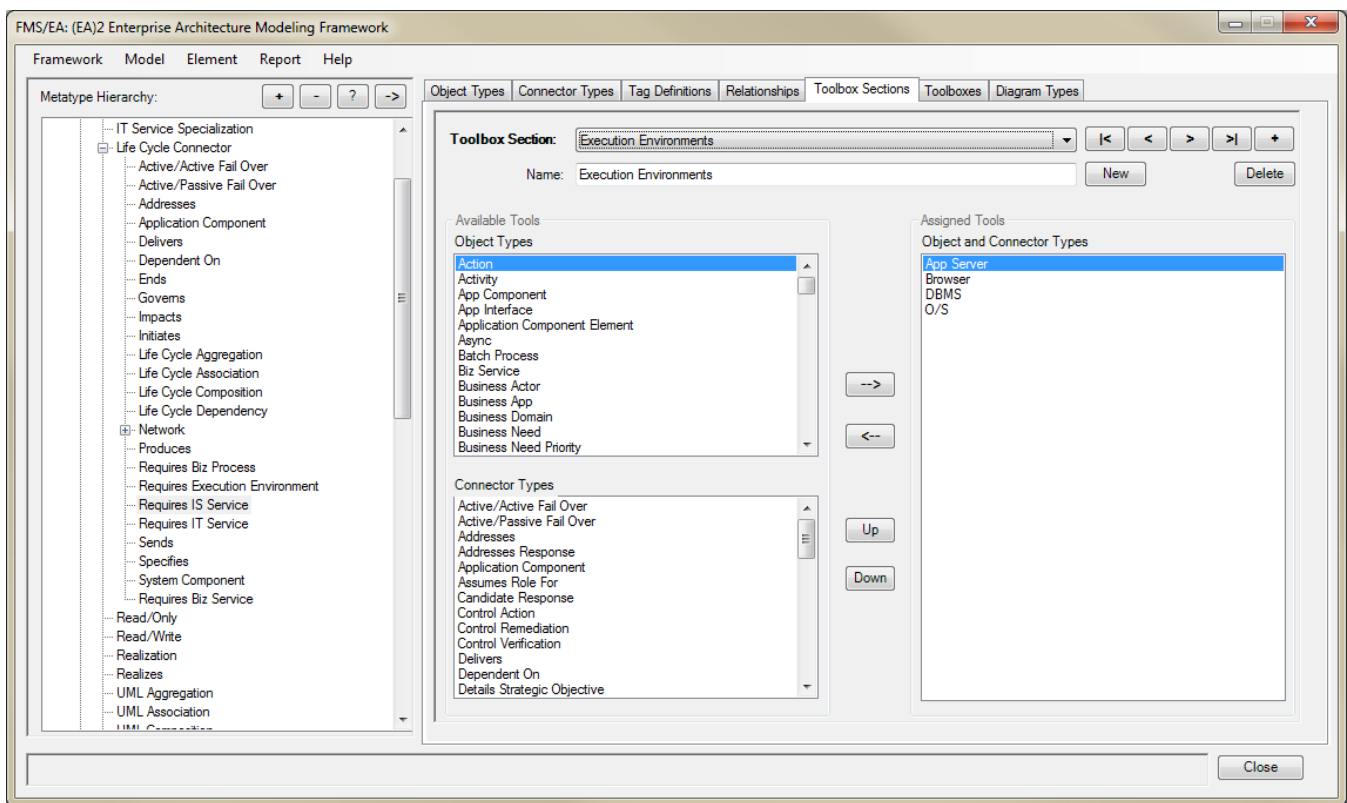 FMS/EA: (EA)2 Enterprise Architecture Modeling Framework
Framework Model Element Report Help
Metatype Hierarchy: + - ? ->
IT Service Specialization
Life Cycle Connector
Active/Active Fail Over
Active/Passive Fail Over
Addresses
Application Component
Delivers
Dependent On
Ends
Governs
Impacts
Initiates
Life Cycle Aggregation
Life Cycle Association
Life Cycle Composition
Life Cycle Dependency
Network
Produces
Requires Biz Process
Requires Execution Environment
Requires IS Service
Requires IT Service
Sends
Specifies
System Component
Requires Biz Service
Read/Only
Read/Write
Realization
Realizes
UML Aggregation
UML Association
Object Types Connector Types Tag Definitions Relationships Toolbox Sections Toolboxes Diagram Types
Toolbox Section: Execution Environments |< < > >| +
Name: Execution Environments New Delete
Available Tools
Object Types
Action
Activity
App Component
App Interface
Application Component Element
Async
Batch Process
Biz Service
Business Actor
Business App
Business Domain
Business Need
Business Need Priority
Connector Types
Active/Active Fail Over
Active/Passive Fail Over
Addresses
Addresses Response
Application Component
Assumes Role For
Candidate Response
Control Action
Control Remediation
Control Verification
Delivers
Dependent On
Details Strategic Objective
-->
<--
Up
Down
Assigned Tools
Object and Connector Types
App Server
Browser
DBMS
O/S
Close